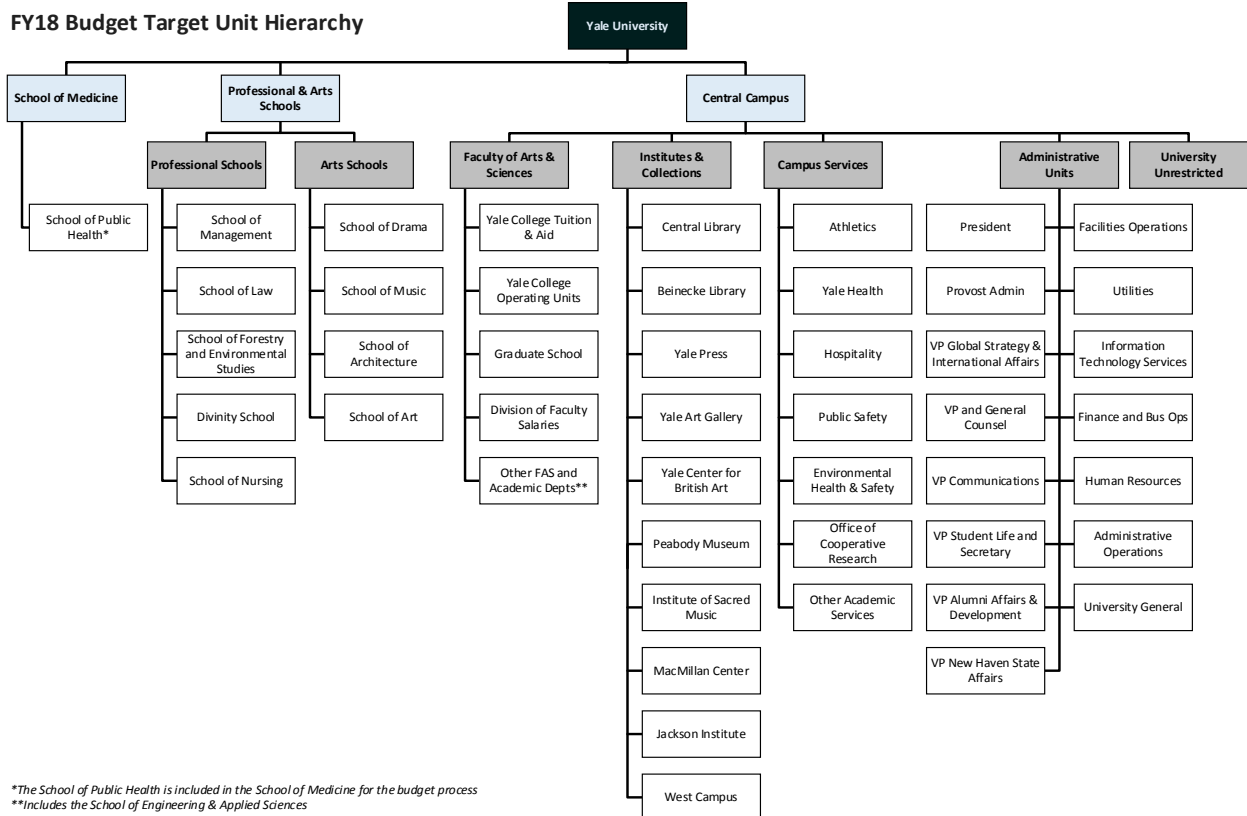 FY18 Budget Target Unit Hierarchy
Yale University
School of Medicine
Professional & Arts
Schools
Central Campus
Professional Schools
Arts Schools
Faculty of Arts &
Sciences
Institutes &
Collections
Campus Services
Administrative
Units
University
Unrestricted
School of Public
Health*
School of
Management
School of Law
School of Forestry
and Environmental
Studies
Divinity School
School of Nursing
School of Drama
School of Music
School of
Architecture
School of Art
Yale College Tuition
& Aid
Yale College
Operating Units
Graduate School
Division of Faculty
Salaries
Other FAS and
Academic Depts**
Central Library
Beinecke Library
Yale Press
Yale Art Gallery
Yale Center for
British Art
Peabody Museum
Institute of Sacred
Music
MacMillan Center
Jackson Institute
West Campus
Athletics
Yale Health
Hospitality
Public Safety
Environmental
Health & Safety
Office of
Cooperative
Research
Other Academic
Services
President
Provost Admin
VP Global Strategy &
International Affairs
VP and General
Counsel
VP Communications
VP Student Life and
Secretary
VP Alumni Affairs &
Development
VP New Haven State
Affairs
Facilities Operations
Utilities
Information
Technology Services
Finance and Bus Ops
Human Resources
Administrative
Operations
University General
*The School of Public Health is included in the School of Medicine for the budget process
**Includes the School of Engineering & Applied Sciences